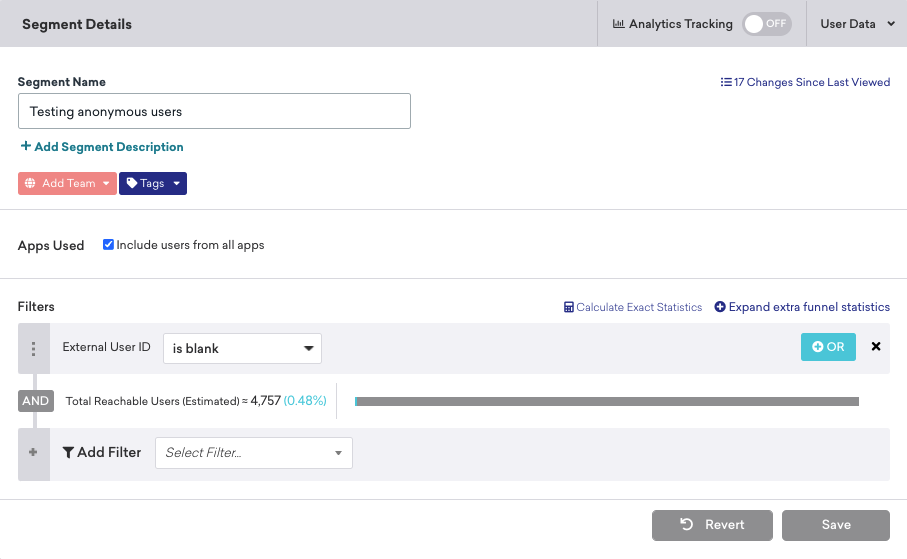 Segment Details
Analytics Tracking OFF
User Data
Segment Name
17 Changes Since Last Viewed
Testing anonymous users
+ Add Segment Description
Add Team
Tags
Apps Used
Include users from all apps
Filters
Calculate Exact Statistics
Expand extra funnel statistics
External User ID
is blank
OR
AND
Total Reachable Users (Estimated) ≈ 4,757 (0.48%)
Add Filter
Select Filter...
Revert
Save